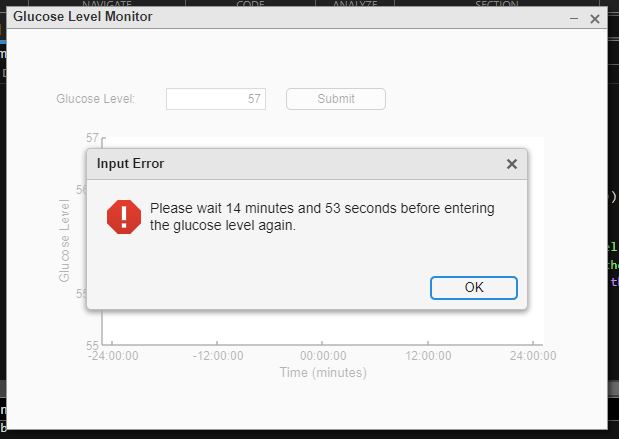 NAVIGATE CODE ANALYZE SECTION
Glucose Level Monitor
Glucose Level: 57 Submit
57
Input Error
Please wait 14 minutes and 53 seconds before entering
the glucose level again.
OK
Glucose Level
55
-24:00:00 -12:00:00 00:00:00 12:00:00 24:00:00
Time (minutes)